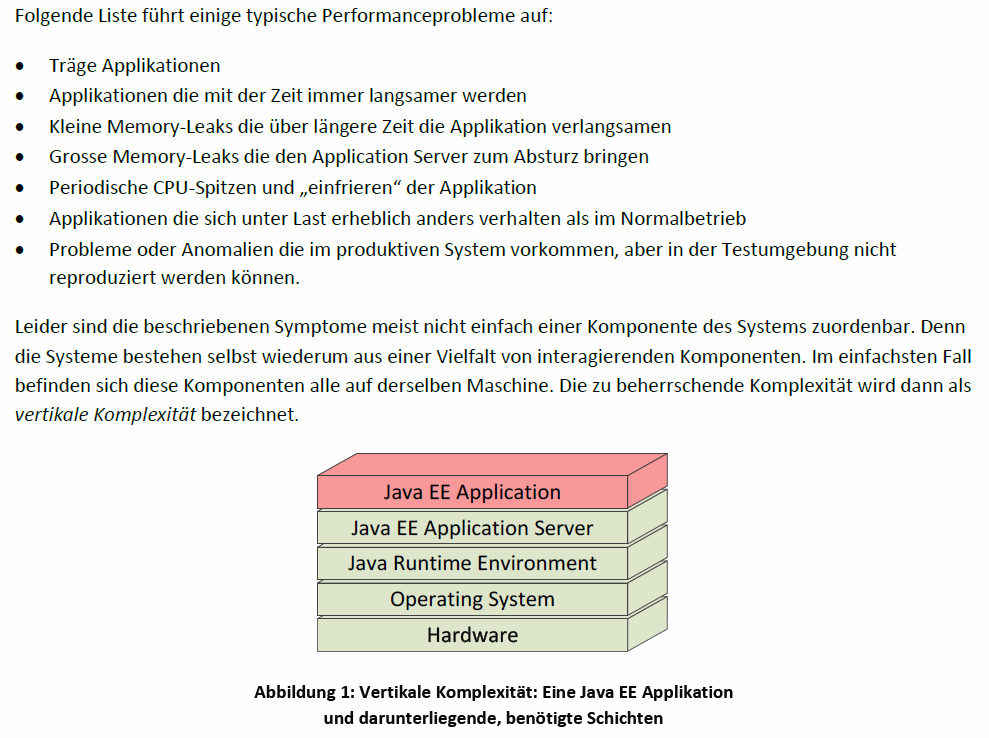 Folgende Liste führt einige typische Performanceprobleme auf:
• Träge Applikationen
• Applikationen die mit der Zeit immer langsamer werden
• Kleine Memory-Leaks die über längere Zeit die Applikation verlangsamen
• Grosse Memory-Leaks die den Application Server zum Absturz bringen
• Periodische CPU-Spitzen und „einfrieren“ der Applikation
• Applikationen die sich unter Last erheblich anders verhalten als im Normalbetrieb
• Probleme oder Anomalien die im produktiven System vorkommen, aber in der Testumgebung nicht
reproduziert werden können.
Leider sind die beschriebenen Symptome meist nicht einfach einer Komponente des Systems zuordenbar. Denn
die Systeme bestehen selbst wiederum aus einer Vielfalt von interagierenden Komponenten. Im einfachsten Fall
befinden sich diese Komponenten alle auf derselben Maschine. Die zu beherrschende Komplexität wird dann als
vertikale Komplexität bezeichnet.
Java EE Application
Java EE Application Server
Java Runtime Environment
Operating System
Hardware
Abbildung 1: Vertikale Komplexität: Eine Java EE Applikation
und darunterliegende, benötigte Schichten